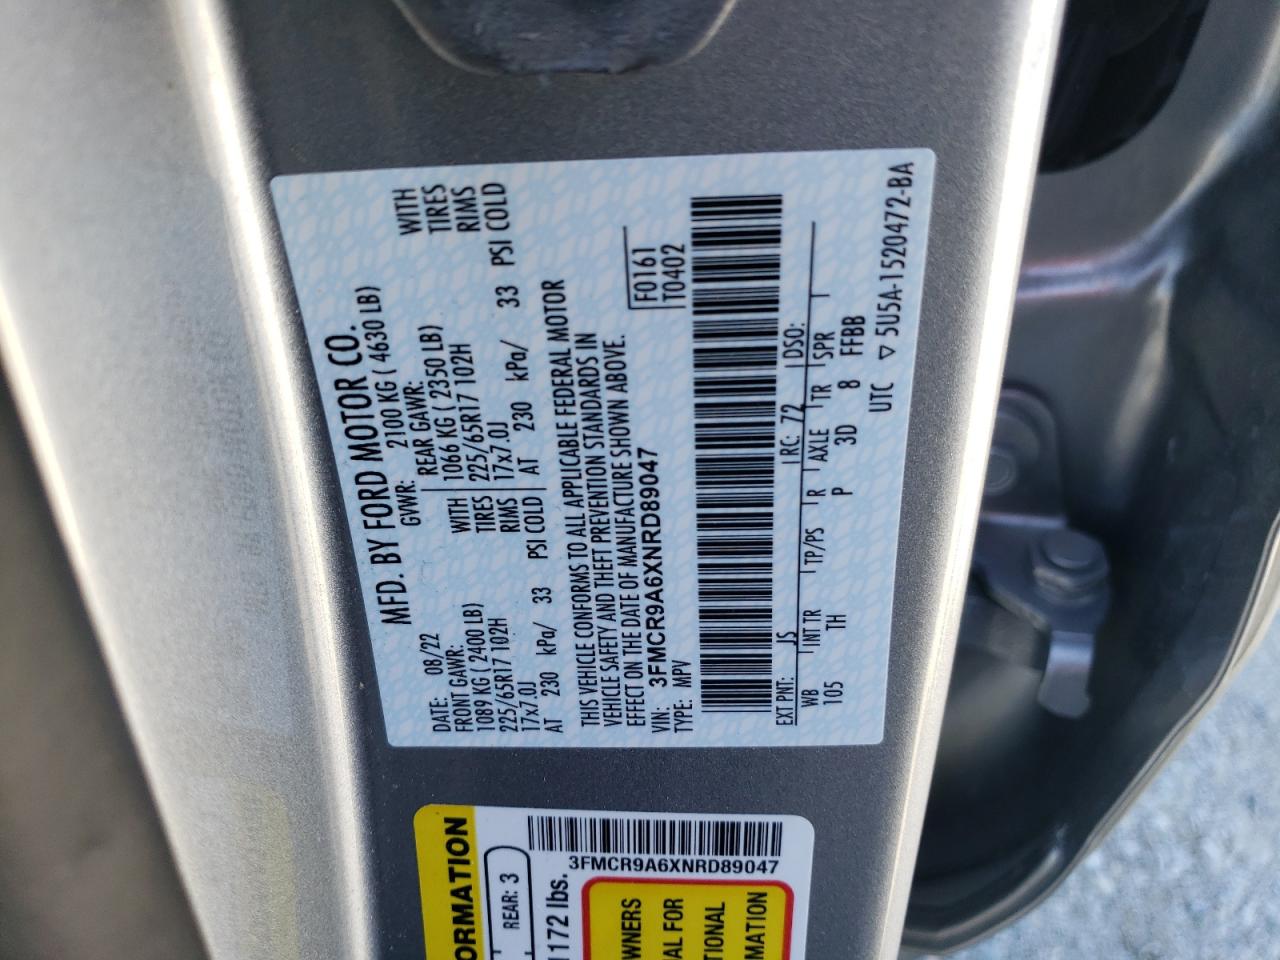 MFD. BY FORD MOTOR CO.
DATE: 08/22 GVWR: 2100 KG ( 4630 LB)
FRONT GAWR: REAR GAWR:
1089 KG ( 2400 LB) WITH 1066 KG ( 2350 LB) WITH
225/65R17 102H TIRES 225/65R17 102H TIRES
17x7.0J RIMS 17x7.0J RIMS
AT 230 kPa/ 33 PSI COLD AT 230 kPa/ 33 PSI COLD
THIS VEHICLE CONFORMS TO ALL APPLICABLE FEDERAL MOTOR
VEHICLE SAFETY AND THEFT PREVENTION STANDARDS IN
EFFECT ON THE DATE OF MANUFACTURE SHOWN ABOVE.
VIN: 3FMCR9A6XNRD89047 F0161
TYPE: MPV T0402
EXT PNT: JS RC: 72 DSO:
WB INT TR TP/PS R AXLE TR SPR
105 TH P 3D 8 FFBB
UTC ▽ 5U5A-1520472-BA
ORMATION
REAR: 3
1172 lbs.
3FMCR9A6XNRD89047
WNERS
AL FOR
TIONAL
MATION